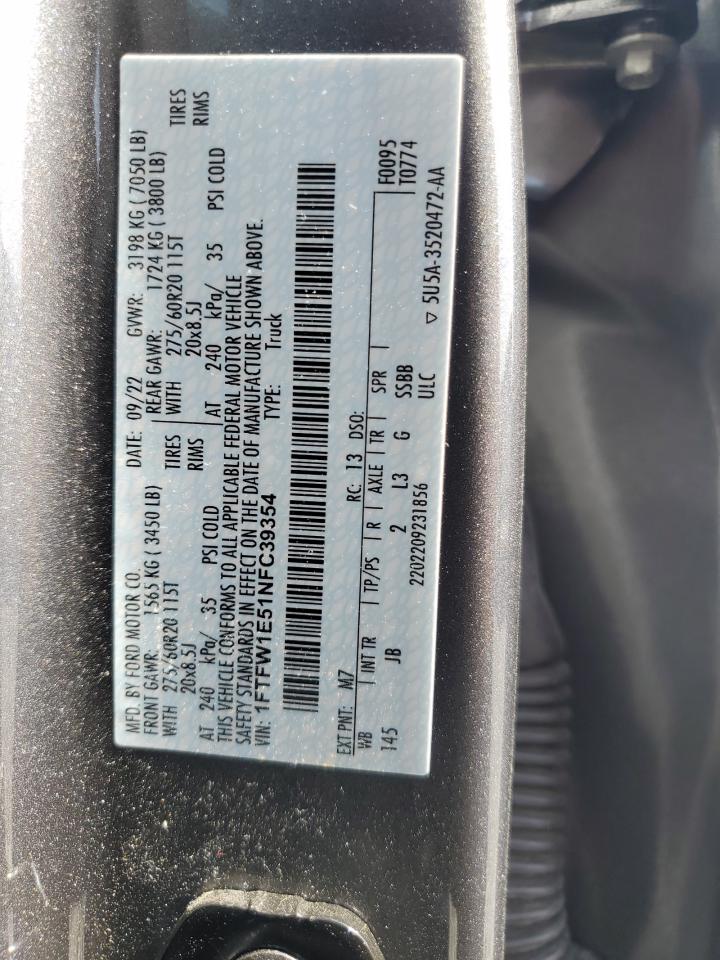 MFD. BY FORD MOTOR CO. DATE: 09/22 GVWR: 3198 KG (7050 LB)
FRONT GAWR: 1565 KG (3450 LB) REAR GAWR: 1724 KG (3800 LB)
WITH 275/60R20 115T TIRES WITH 275/60R20 115T TIRES
20x8.5J RIMS 20x8.5J RIMS
AT 240 kPa/ 35 PSI COLD AT 240 kPa/ 35 PSI COLD
THIS VEHICLE CONFORMS TO ALL APPLICABLE FEDERAL MOTOR VEHICLE
SAFETY STANDARDS IN EFFECT ON THE DATE OF MANUFACTURE SHOWN ABOVE.
VIN: 1FTFW1E51NFC39354 TYPE: Truck
EXT PNT: M7 RC: 13 DSO:
WB INT TR TP/PS R AXLE TR SPR F0095
145 JB 2 L3 G SSBB T0774
2202209231856 ULC ▽ 5U5A-3520472-AA